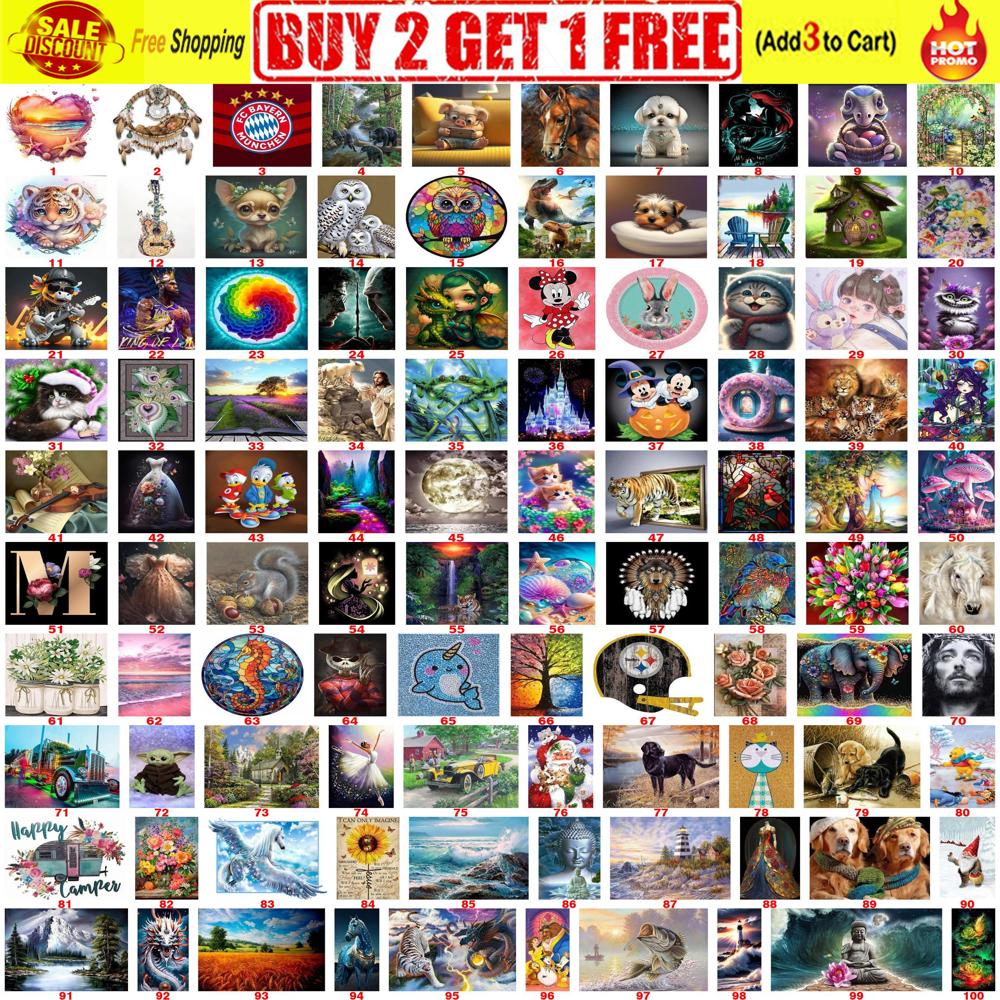 SALE
DISCOUNT
Free Shopping
BUY 2 GET 1 FREE
(Add 3 to Cart)
HOT
PROMO
FC BAYERN
MÜNCHEN
1 2 3 4 5 6 7 8 9 10
11 12 13 14 15 16 17 18 19 20
KING OF L.A
21 22 23 24 25 26 27 28 29 30
31 32 33 34 35 36 37 38 39 40
41 42 43 44 45 46 47 48 49 50
M
51 52 53 54 55 56 57 58 59 60
Steelers
61 62 63 64 65 66 67 68 69 70
71 72 73 74 75 76 77 78 79 80
Happy
Camper
I CAN ONLY IMAGINE
Jesus
81 82 83 84 85 86 87 88 89 90
91 92 93 94 95 96 97 98 99 100